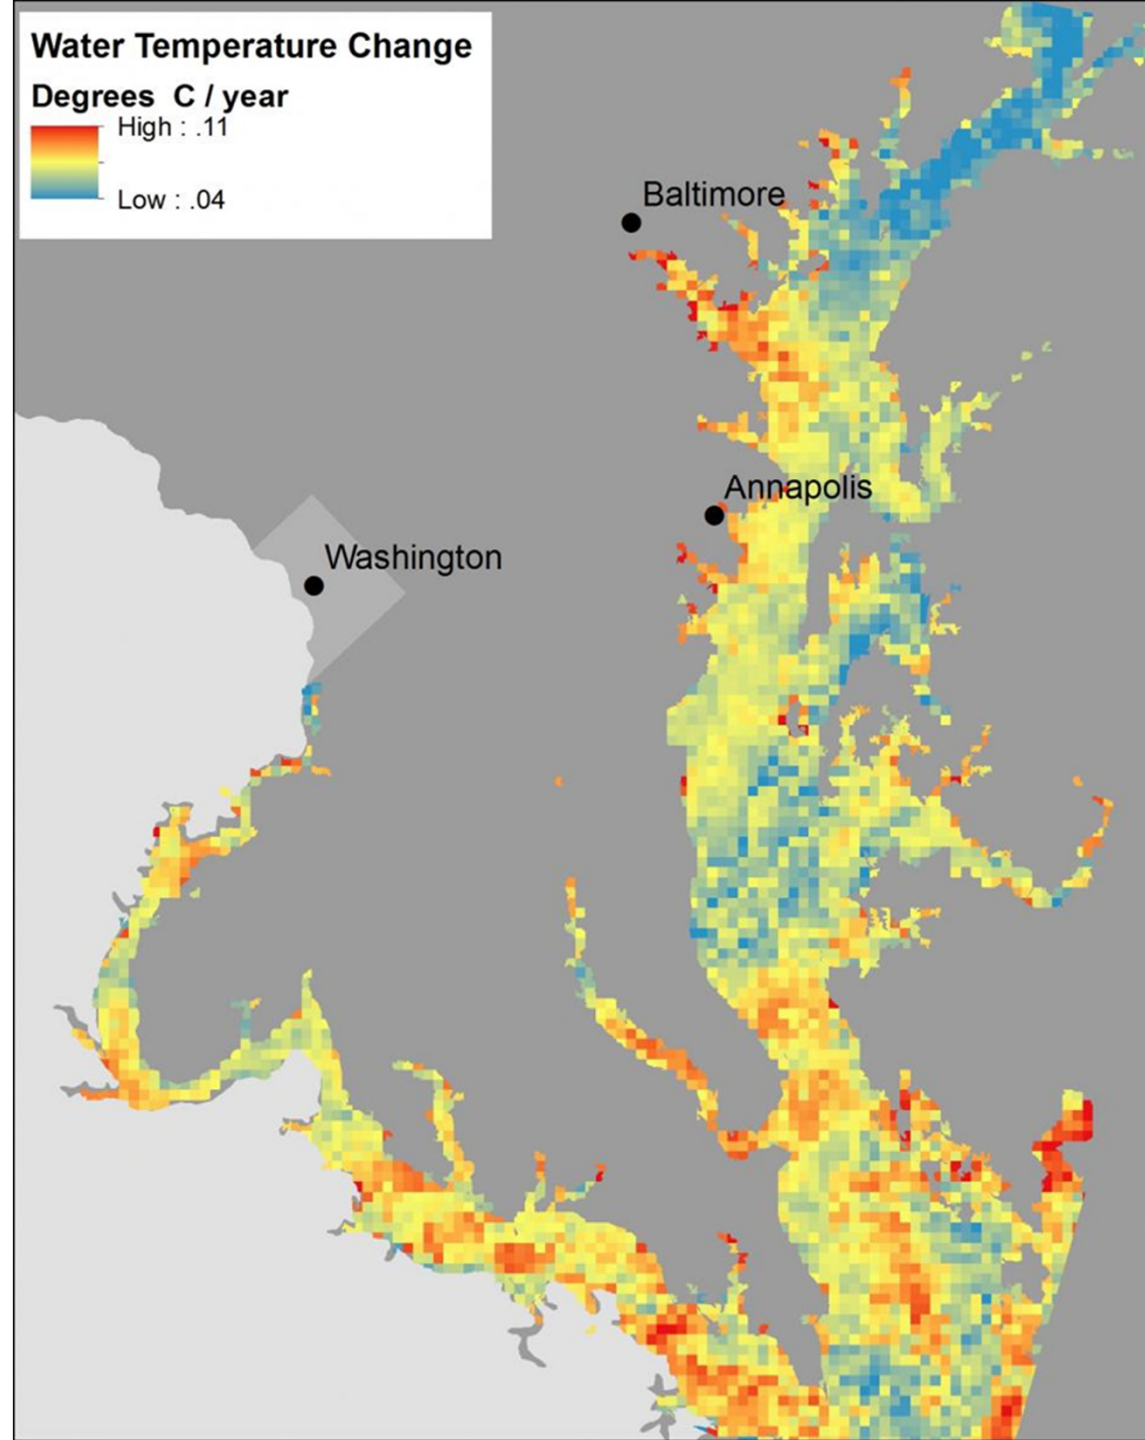 Water Temperature Change
Degrees C / year
High : .11
Low : .04
Baltimore
Annapolis
Washington